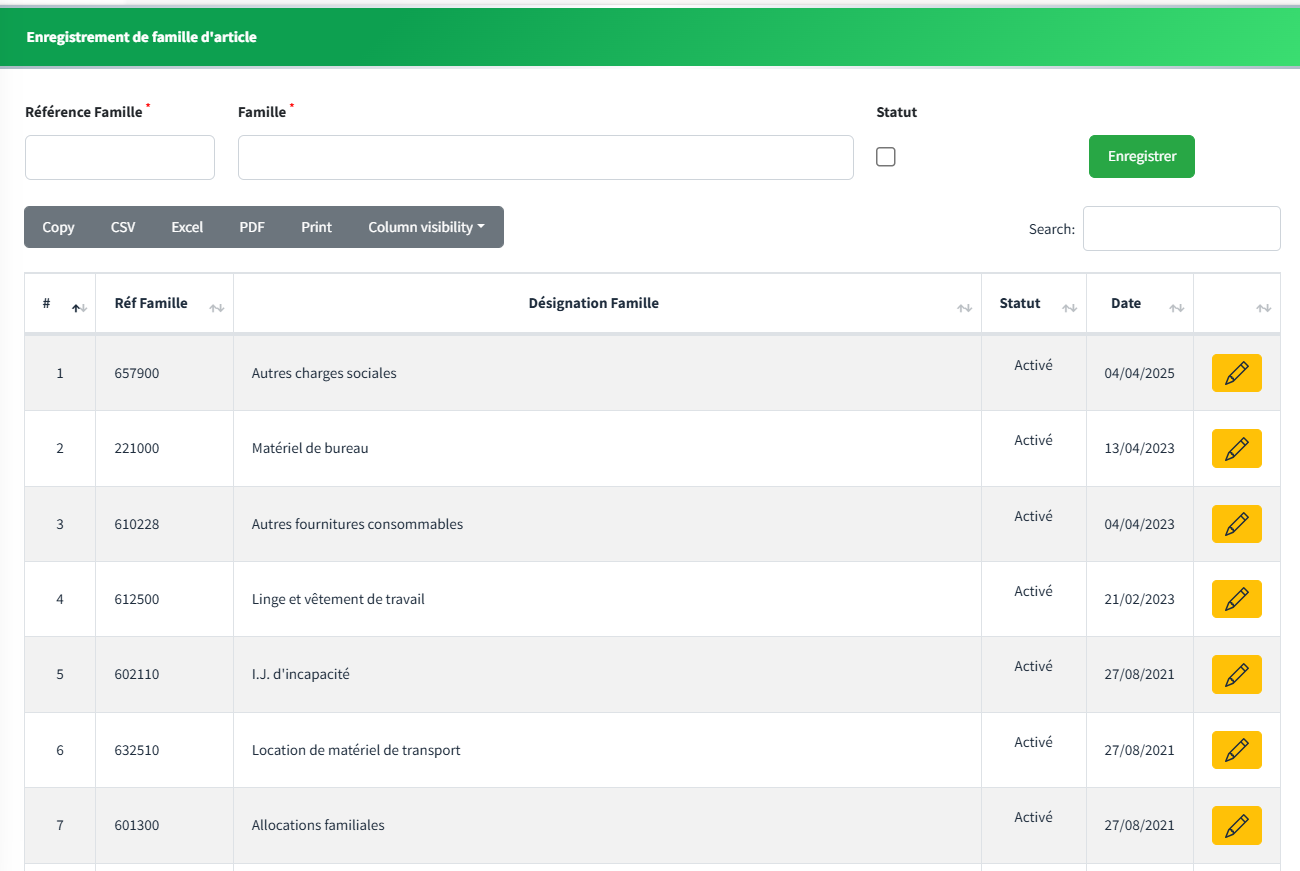 Enregistrement de famille d'article
Référence Famille * Famille * Statut
Enregistrer
Copy CSV Excel PDF Print Column visibility
Search:
# Réf Famille Désignation Famille Statut Date
1 657900 Autres charges sociales Activé 04/04/2025
2 221000 Matériel de bureau Activé 13/04/2023
3 610228 Autres fournitures consommables Activé 04/04/2023
4 612500 Linge et vêtement de travail Activé 21/02/2023
5 602110 I.J. d'incapacité Activé 27/08/2021
6 632510 Location de matériel de transport Activé 27/08/2021
7 601300 Allocations familiales Activé 27/08/2021